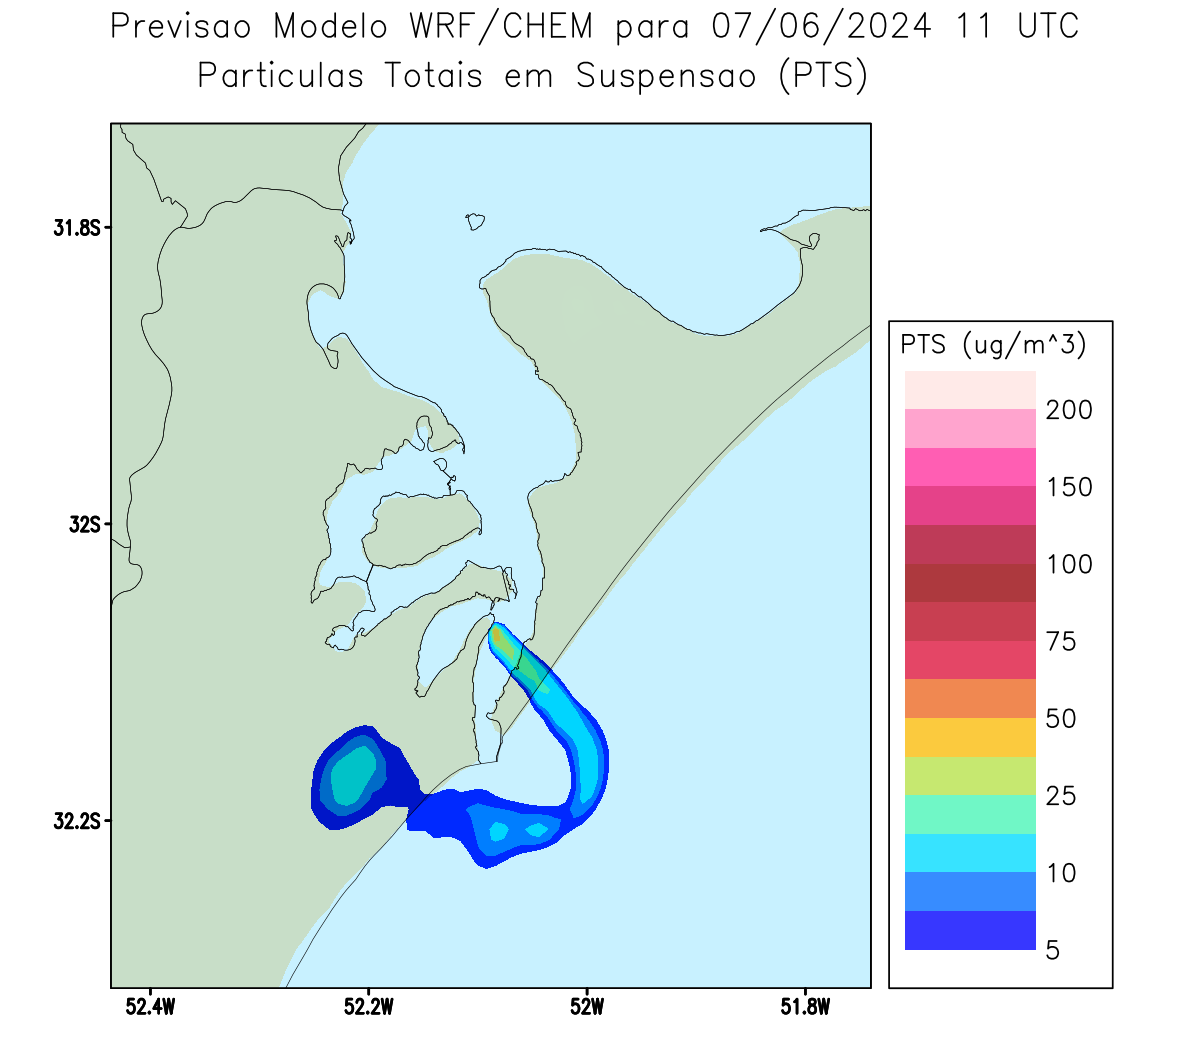 Previsao Modelo WRF/CHEM para 07/06/2024 11 UTC
Particulas Totais em Suspensao (PTS)
31.8S
32S
32.2S
52.4W
52.2W
52W
51.8W
PTS (ug/m^3)
200
150
100
75
50
25
10
5